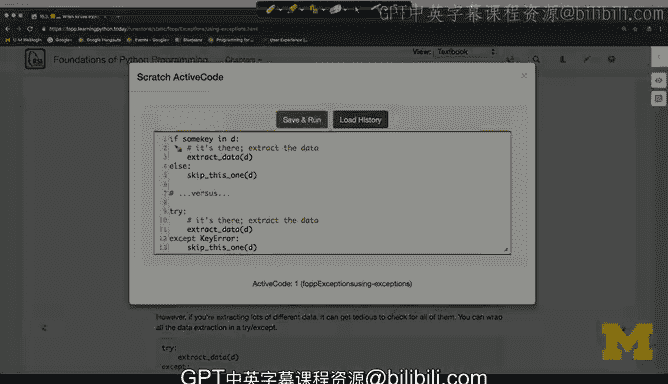 GPT中英字幕课程资源@bilibili.com
View: Textbook
Foundations of Python Programming
Scratch ActiveCode
×
Save & Run
Load History
1 if somekey in d:
2     # it's there; extract the data
3     extract_data(d)
4 else:
5     skip_this_one(d)
6
7 # ...versus...
8
9 try:
10     # it's there; extract the data
11     extract_data(d)
12 except KeyError:
13     skip_this_one(d)
ActiveCode: 1 (foppExceptionsusing-exceptions)
However, if you're extracting lots of different data, it can get tedious to check for all of them. You can wrap
all the data extraction in a try/except.
try:
    extract_data(d)
except:
M
GPT中英字幕课程资源@bilibili.com